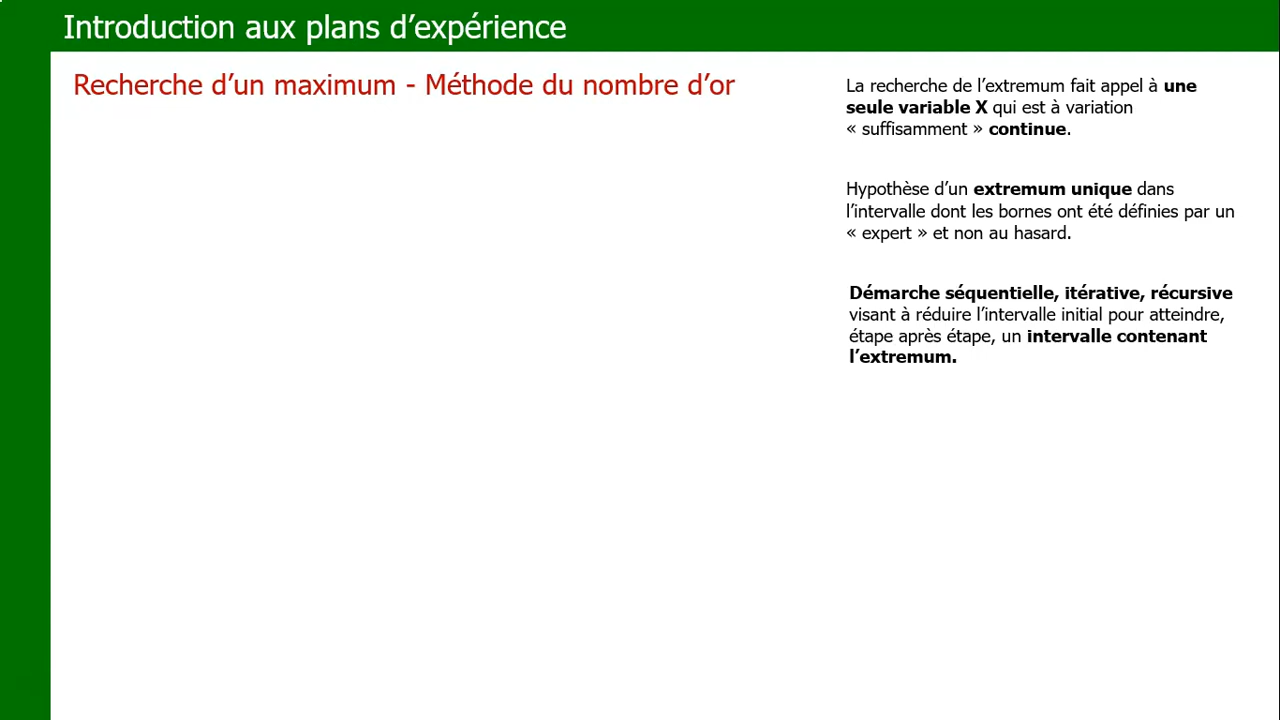 Introduction aux plans d’expérience
Recherche d’un maximum - Méthode du nombre d’or
La recherche de l’extremum fait appel à une
seule variable X qui est à variation
« suffisamment » continue.
Hypothèse d’un extremum unique dans
l’intervalle dont les bornes ont été définies par un
« expert » et non au hasard.
Démarche séquentielle, itérative, récursive
visant à réduire l’intervalle initial pour atteindre,
étape après étape, un intervalle contenant
l’extremum.